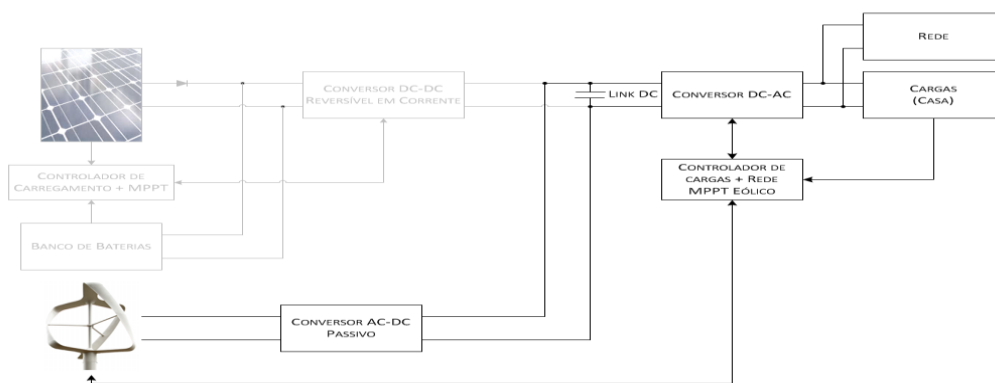 REDE
CONVERSOR DC-DC
REVERSÍVEL EM CORRENTE
LINK DC
CONVERSOR DC-AC
CARGAS
(CASA)
CONTROLADOR DE
CARREGAMENTO + MPPT
CONTROLADOR DE
CARGAS + REDE
MPPT EÓLICO
BANCO DE BATERIAS
CONVERSOR AC-DC
PASSIVO